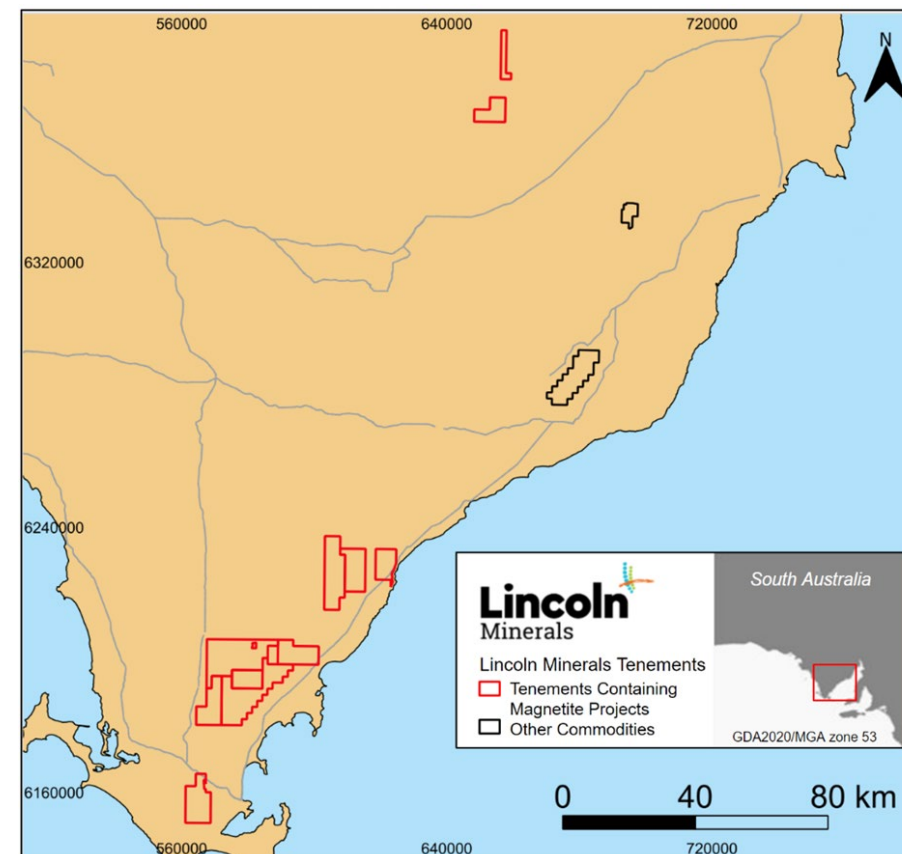 560000 640000 720000
N
6320000
6240000
Lincoln
Minerals
South Australia
Lincoln Minerals Tenements
Tenements Containing
Magnetite Projects
Other Commodities
GDA2020/MGA zone 53
6160000
0 40 80 km
560000 640000 720000